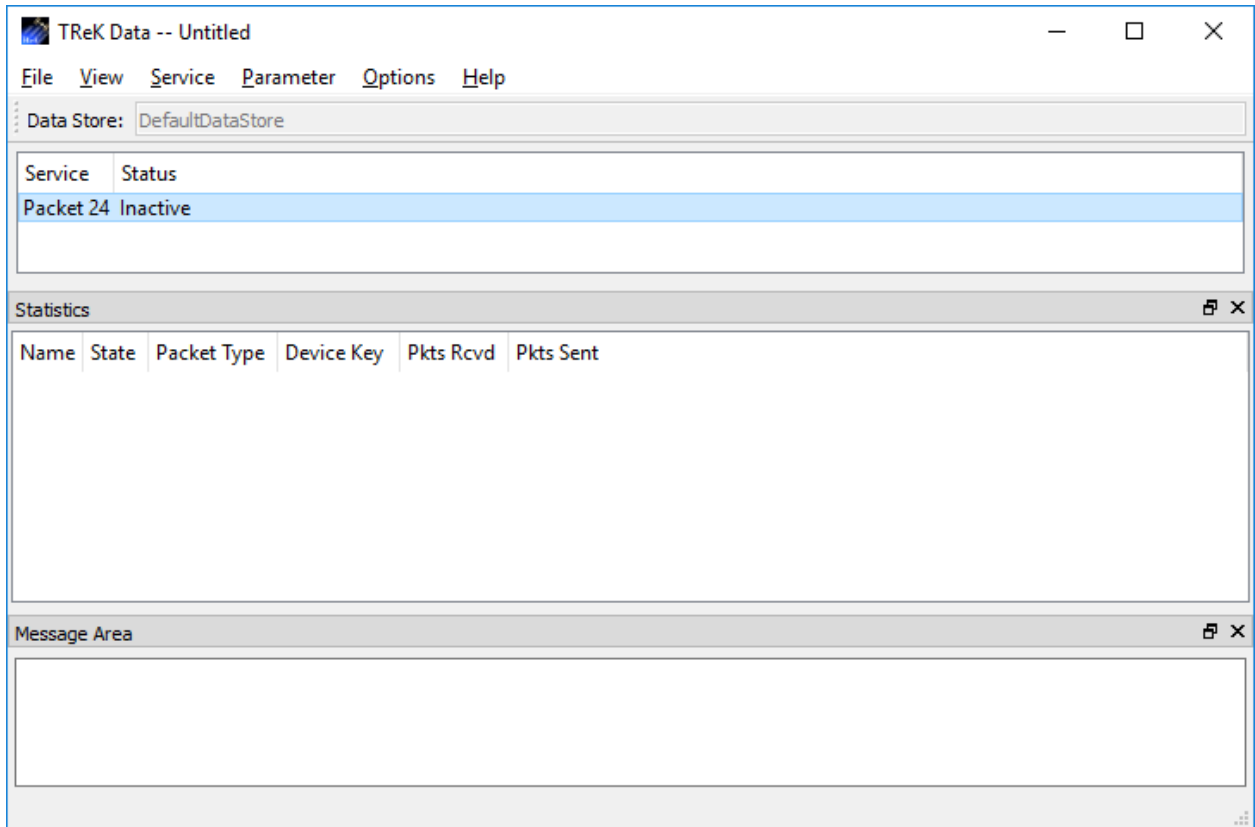 TReK Data -- Untitled
File View Service Parameter Options Help
Data Store: DefaultDataStore
Service Status
Packet 24 Inactive
Statistics
Name State Packet Type Device Key Pkts Rcvd Pkts Sent
Message Area